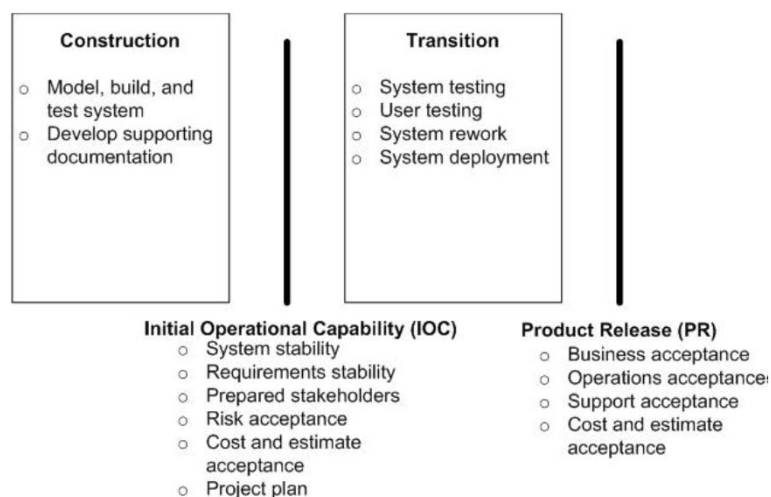 Construction
○ Model, build, and
test system
○ Develop supporting
documentation
Transition
○ System testing
○ User testing
○ System rework
○ System deployment
Initial Operational Capability (IOC)
○ System stability
○ Requirements stability
○ Prepared stakeholders
○ Risk acceptance
○ Cost and estimate
acceptance
○ Project plan
Product Release (PR)
○ Business acceptance
○ Operations acceptance
○ Support acceptance
○ Cost and estimate
acceptance